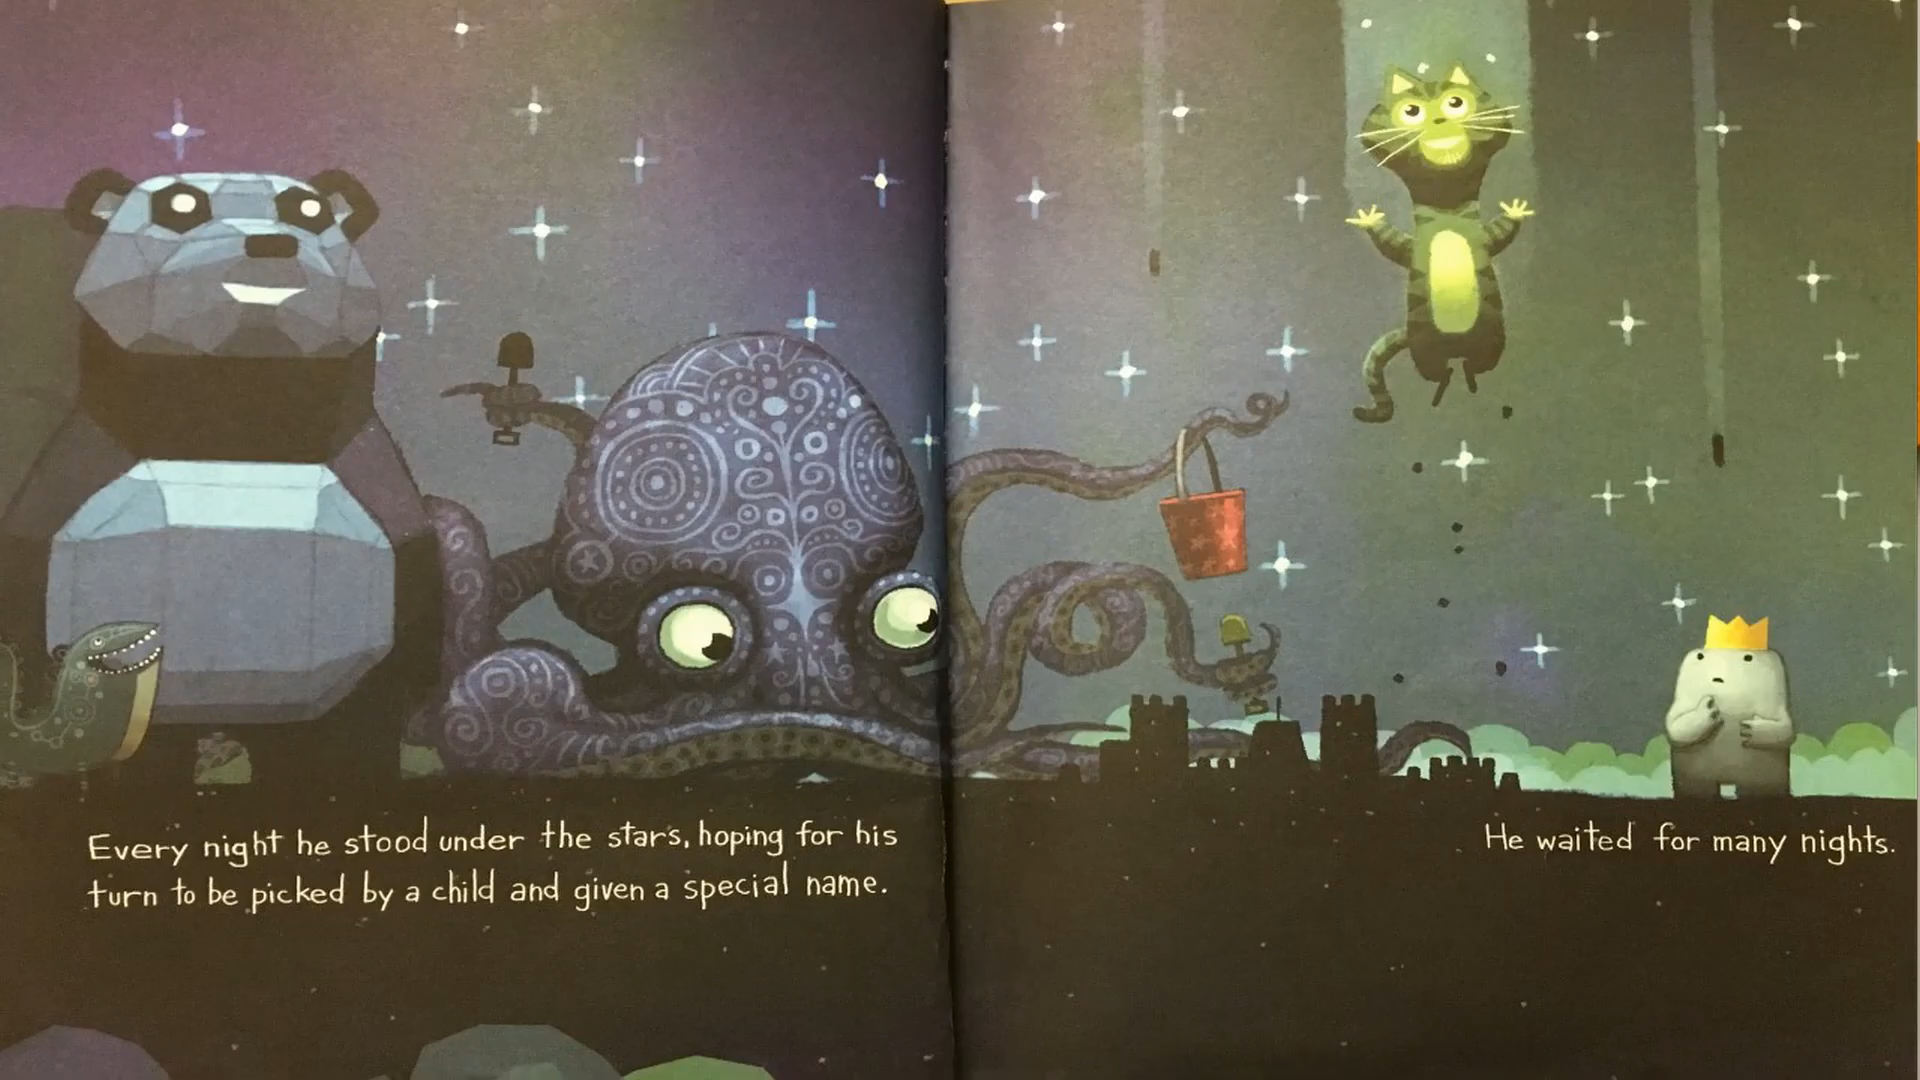 Every night he stood under the stars, hoping for his
turn to be picked by a child and given a special name.
He waited for many nights.